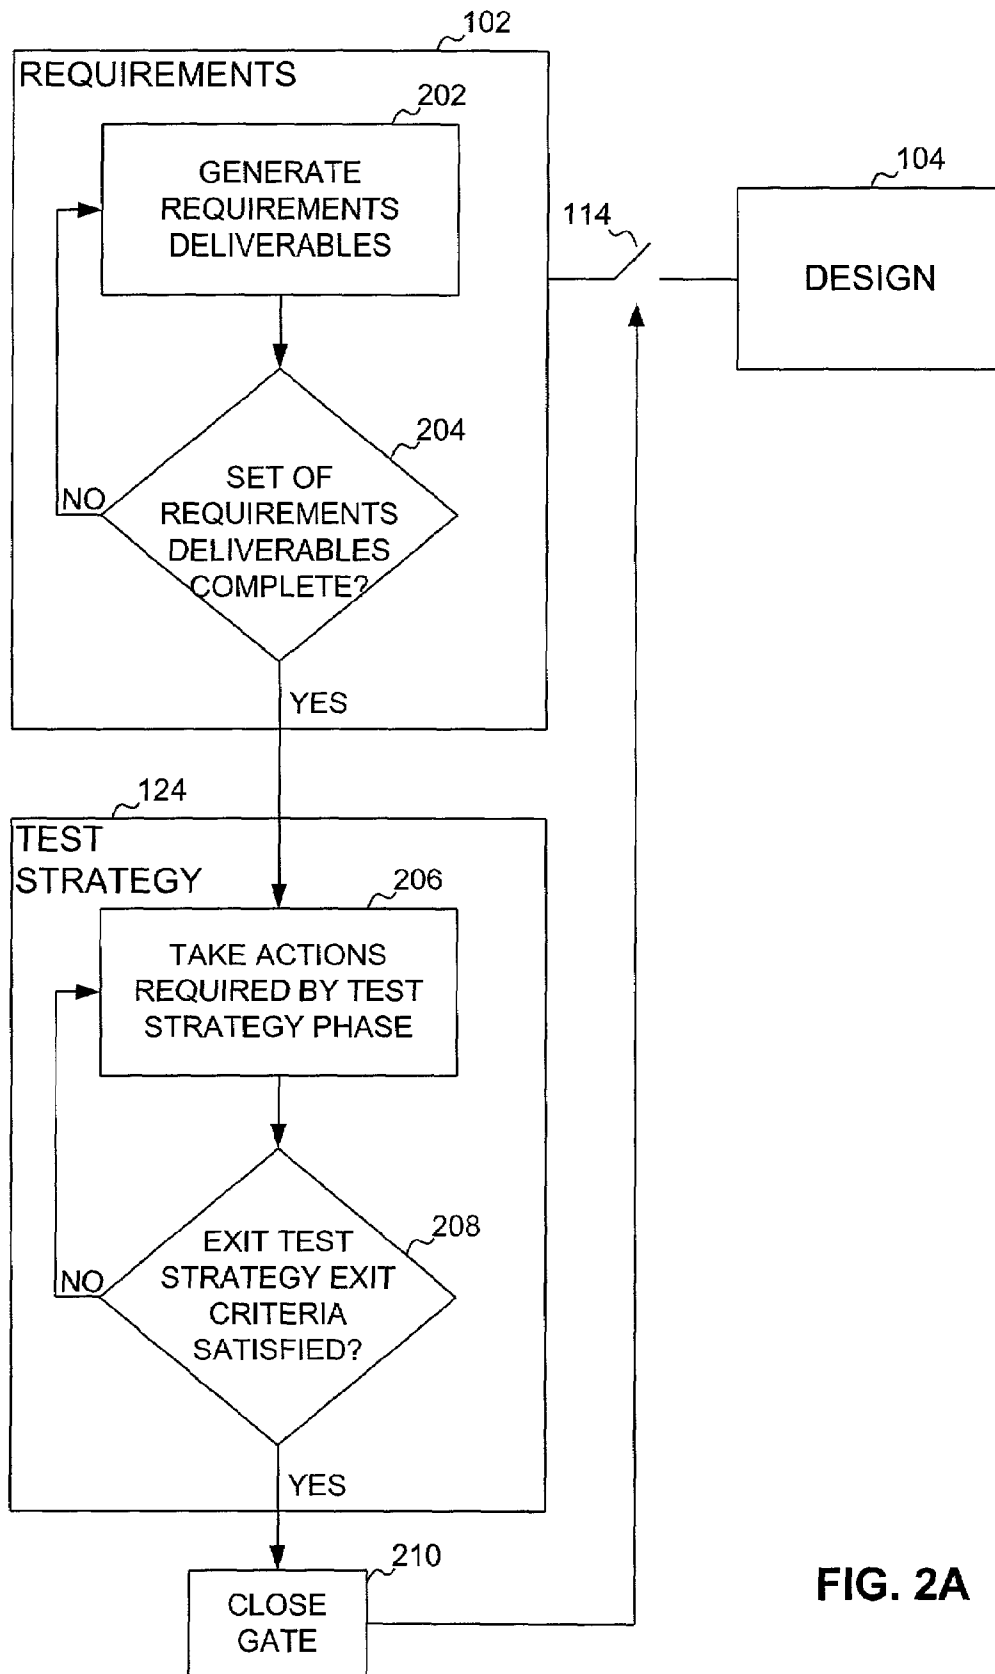 102
REQUIREMENTS
202
GENERATE
REQUIREMENTS
DELIVERABLES
104
114
DESIGN
204
SET OF
REQUIREMENTS
DELIVERABLES
COMPLETE?
NO
YES
124
TEST
STRATEGY
206
TAKE ACTIONS
REQUIRED BY TEST
STRATEGY PHASE
208
EXIT TEST
STRATEGY EXIT
CRITERIA
SATISFIED?
NO
YES
210
CLOSE
GATE
FIG. 2A